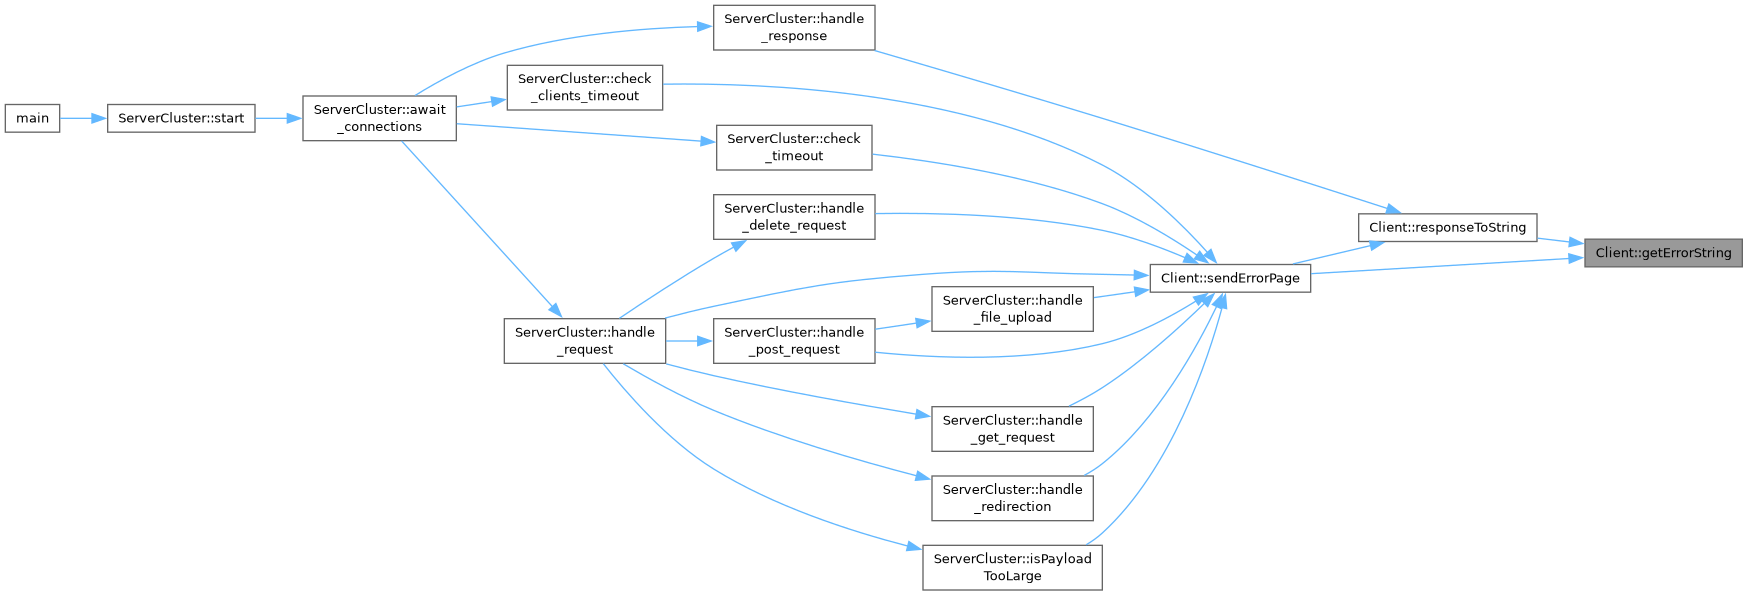 main
ServerCluster::start
ServerCluster::await
_connections
ServerCluster::handle
_response
ServerCluster::check
_clients_timeout
ServerCluster::check
_timeout
ServerCluster::handle
_delete_request
ServerCluster::handle
_request
ServerCluster::handle
_post_request
ServerCluster::handle
_file_upload
ServerCluster::handle
_get_request
ServerCluster::handle
_redirection
ServerCluster::isPayload
TooLarge
Client::sendErrorPage
Client::responseToString
Client::getErrorString